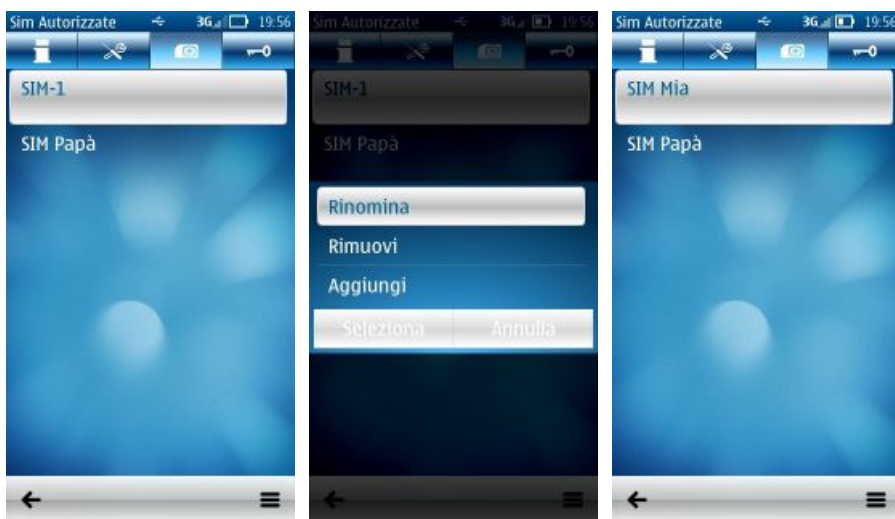 Sim Autorizzate 3G 19:56
SIM-1
SIM Papà
Sim Autorizzate 3G 19:56
SIM-1
SIM Papà
Rinomina
Rimuovi
Aggiungi
Seleziona Annulla
Sim Autorizzate 3G 19:56
SIM Mia
SIM Papà